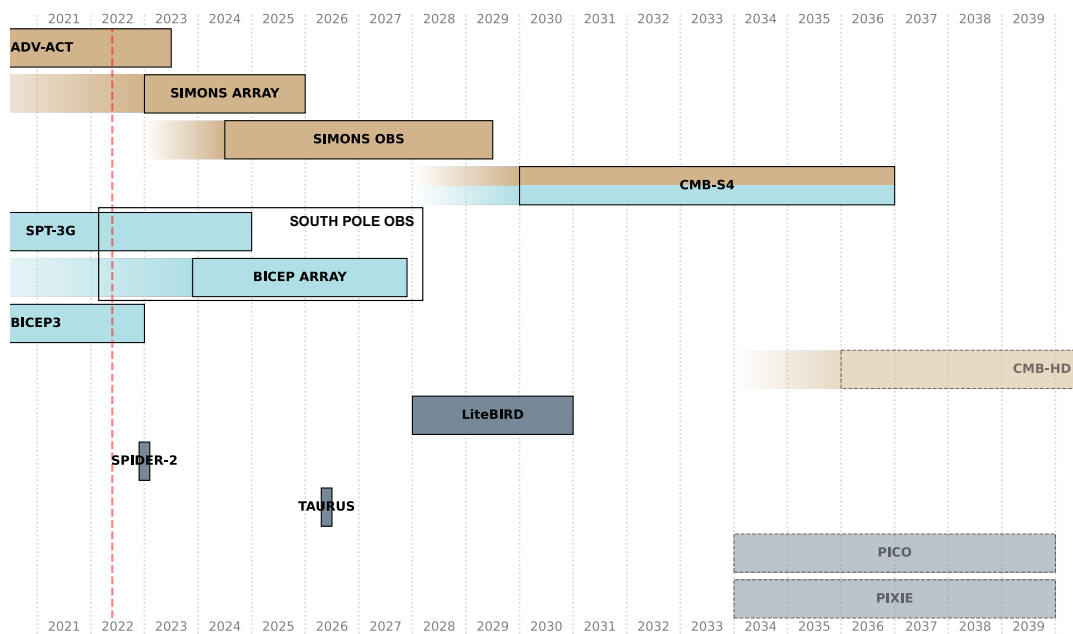 2021 2022 2023 2024 2025 2026 2027 2028 2029 2030 2031 2032 2033 2034 2035 2036 2037 2038 2039
ADV-ACT
SIMONS ARRAY
SIMONS OBS
CMB-S4
SOUTH POLE OBS
SPT-3G
BICEP ARRAY
BICEP3
CMB-HD
LiteBIRD
SPIDER-2
TAURUS
PICO
PIXIE
2021 2022 2023 2024 2025 2026 2027 2028 2029 2030 2031 2032 2033 2034 2035 2036 2037 2038 2039